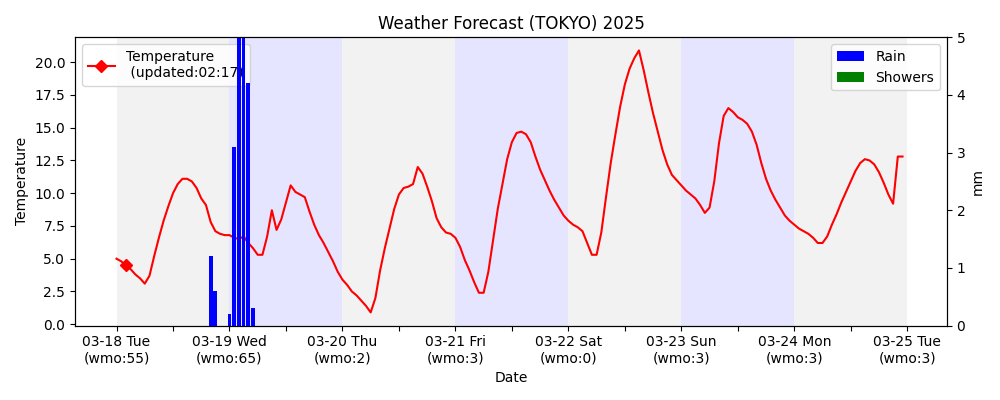 Weather Forecast (TOKYO) 2025
Temperature
(updated:02:17)
Rain
Showers
20.0
17.5
15.0
12.5
10.0
7.5
5.0
2.5
0.0
Temperature
5
4
3
2
1
0
mm
03-18 Tue
(wmo:55)
03-19 Wed
(wmo:65)
03-20 Thu
(wmo:2)
03-21 Fri
(wmo:3)
03-22 Sat
(wmo:0)
03-23 Sun
(wmo:3)
03-24 Mon
(wmo:3)
03-25 Tue
(wmo:3)
Date